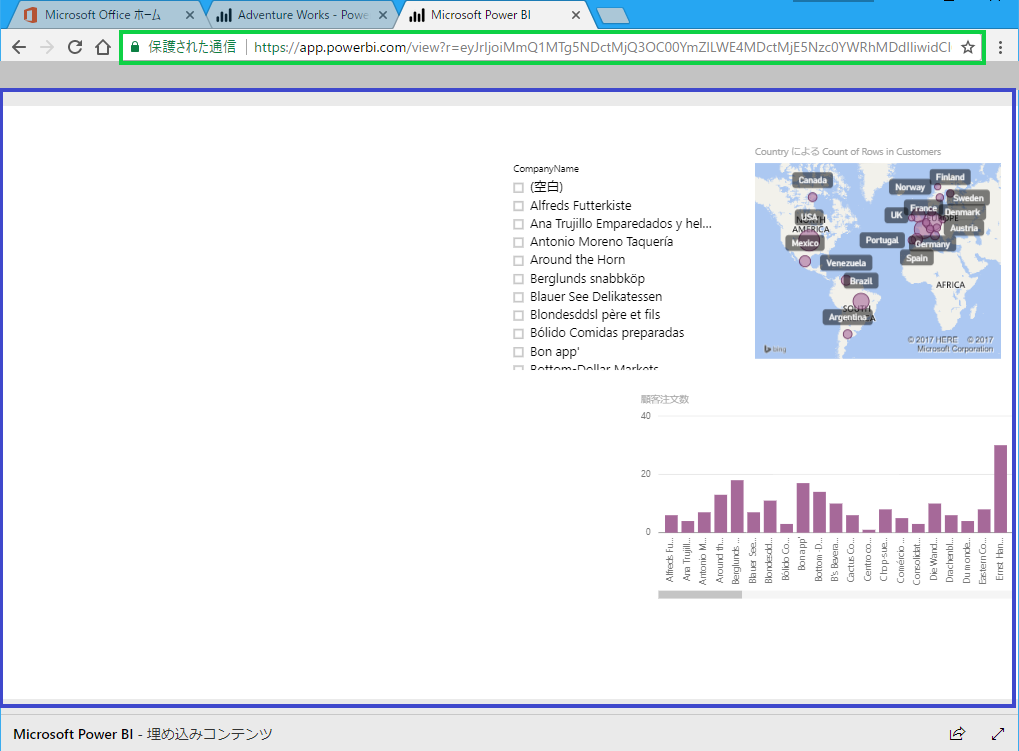 Microsoft Office ホーム
Adventure Works - Powe
Microsoft Power BI
保護された通信
https://app.powerbi.com/view?r=eyJrIjoiMmQ1MTg5NDctMjQ3OC00YmZlLWE4MDctMjE5Nzc0YWRhMDdlIiwidCI
CompanyName
(空白)
Alfreds Futterkiste
Ana Trujillo Emparedados y hel...
Antonio Moreno Taquería
Around the Horn
Berglunds snabbköp
Blauer See Delikatessen
Blondesddsl père et fils
Bólido Comidas preparadas
Bon app'
Bottom-Dollar Markets
Country による Count of Rows in Customers
Canada
Finland
Norway
Sweden
USA
France
Denmark
UK
AMERICA
Austria
Mexico
Portugal
Germany
Spain
Venezuela
Brazil
AFRICA
SOUTH
Argentina
bing
© 2017 HERE © 2017
Microsoft Corporation
顧客注文数
40
20
0
Alfreds Fu...
Ana Trujill...
Antonio M...
Around th...
Berglunds ...
Blauer See...
Blondesdd...
Bólido Co...
Bon app'
Bottom-D...
B's Bevera...
Cactus Co...
Centro co...
Chop-sue...
Comércio ...
Consolidat...
Die Wand...
Drachenbl...
Du monde...
Eastern Co...
Ernst Han...
Microsoft Power BI - 埋め込みコンテンツ